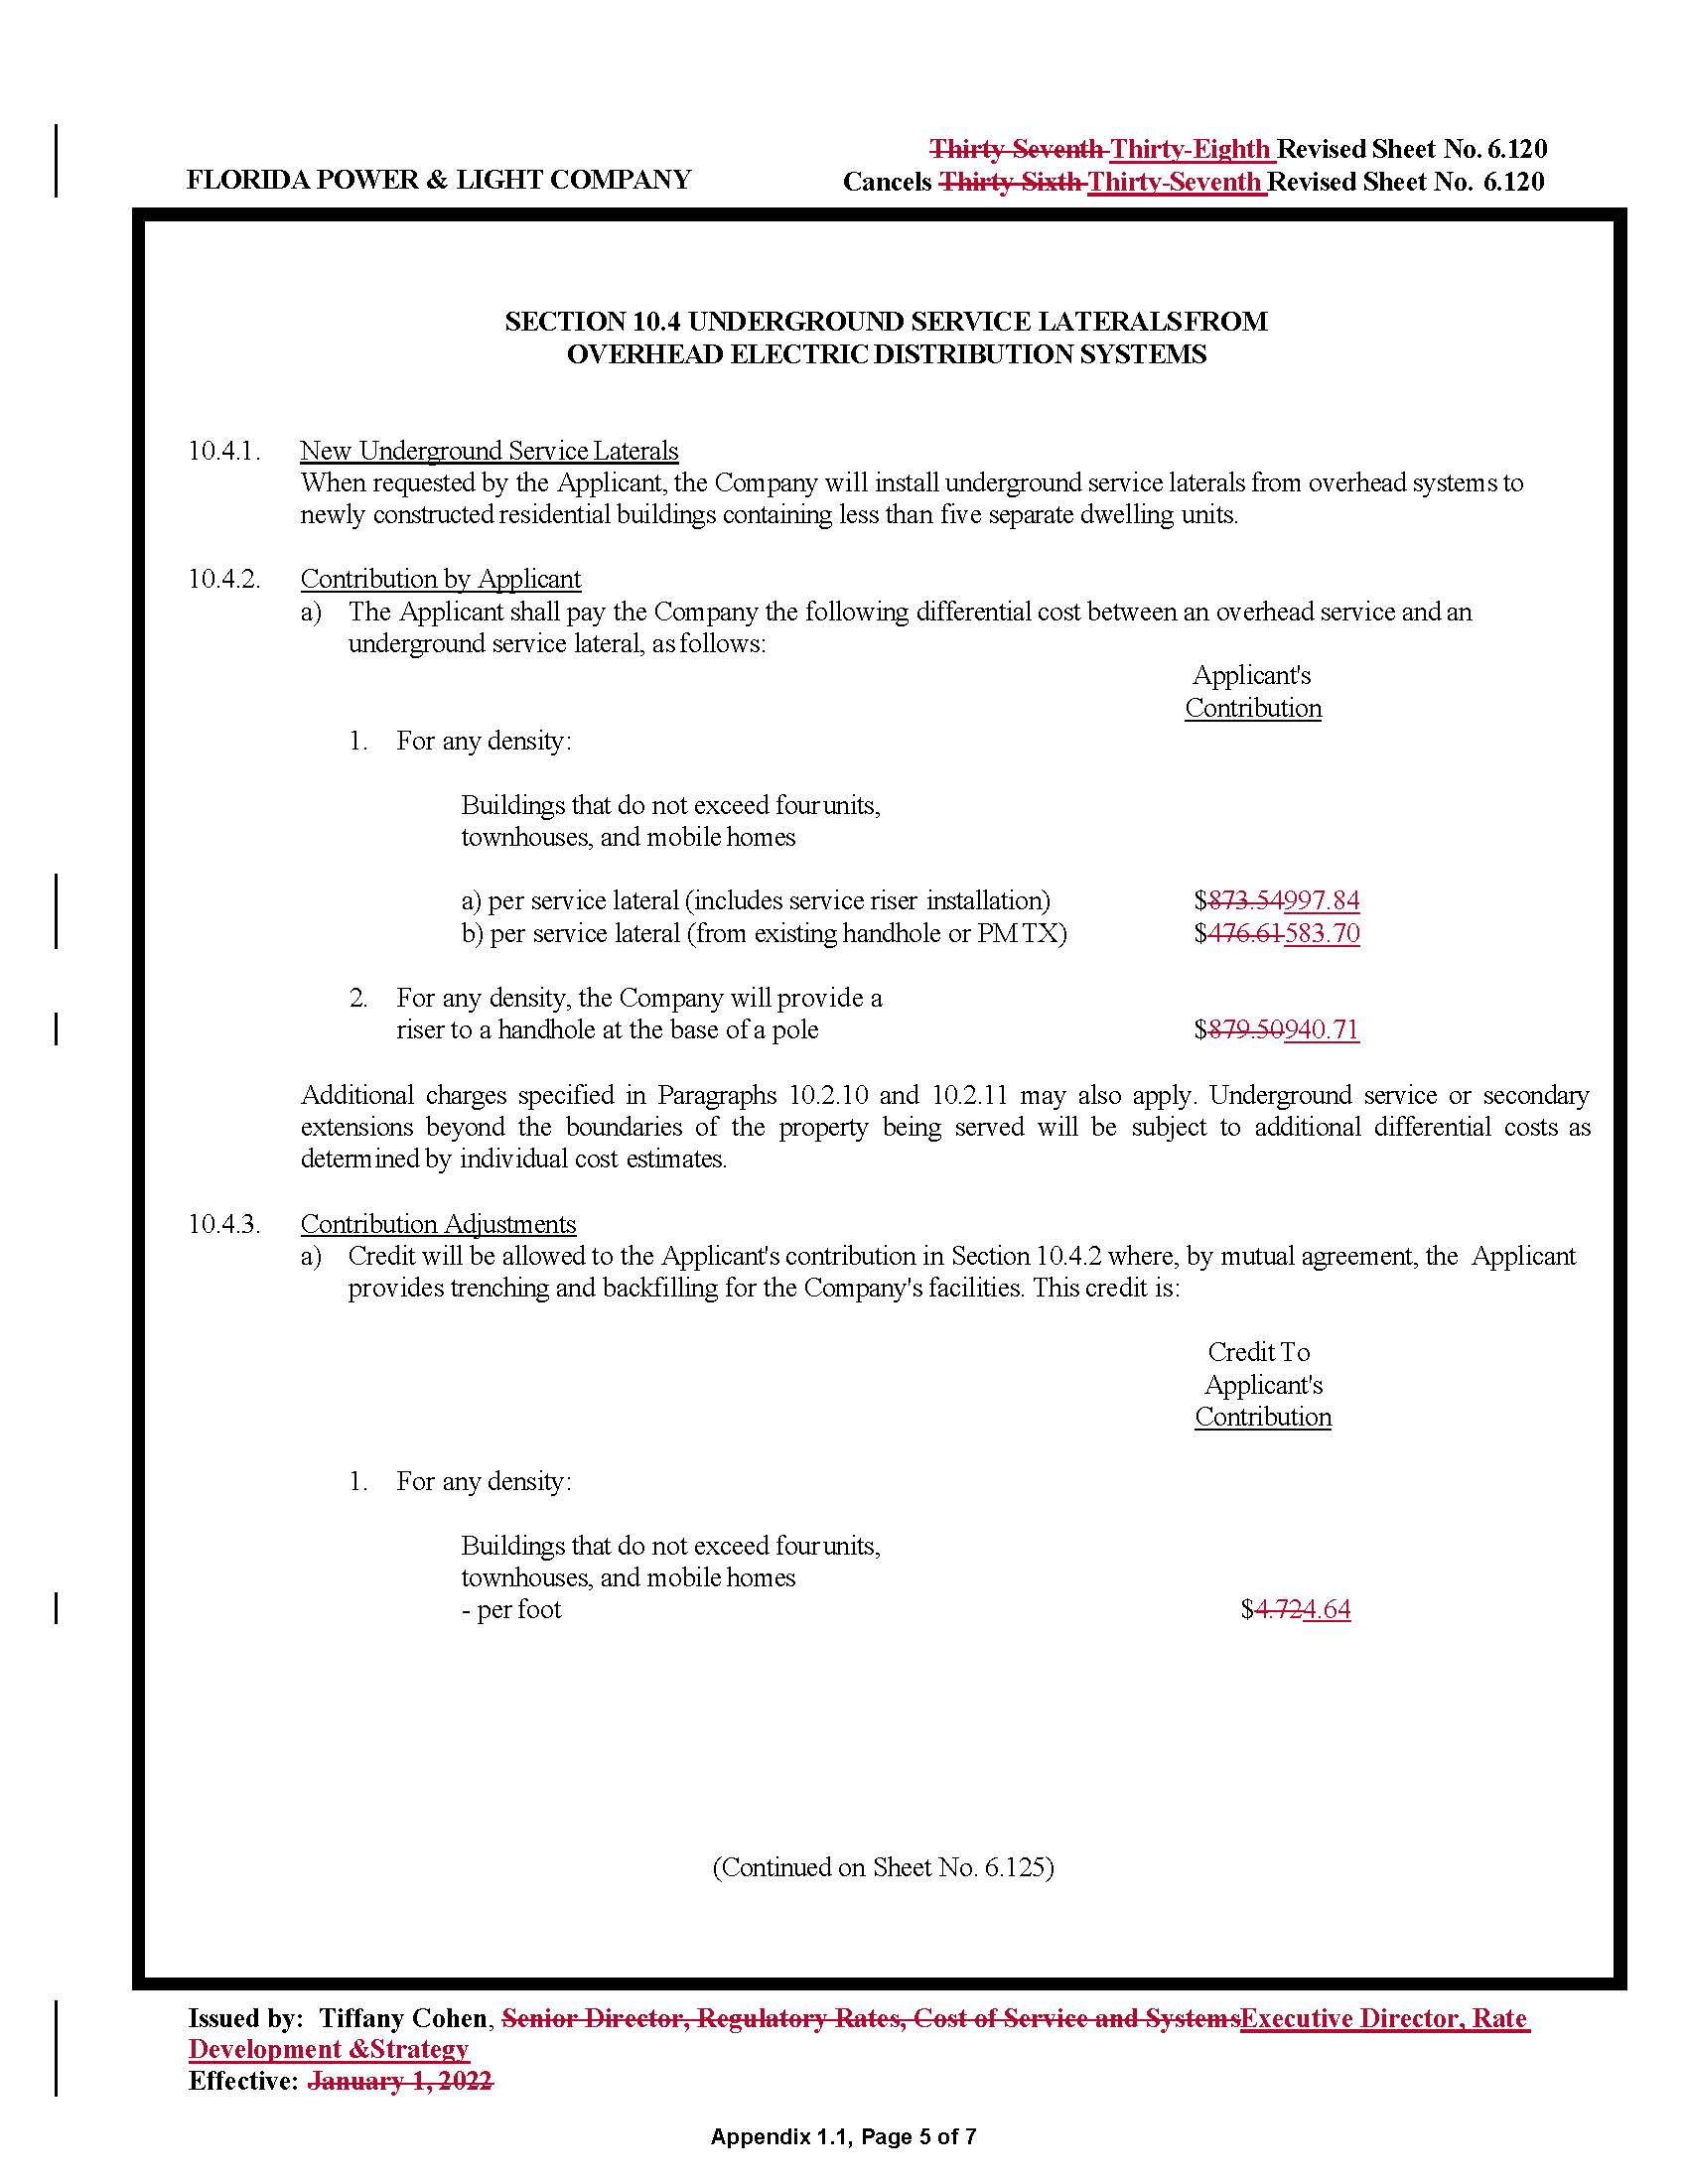 Thirty-Seventh Thirty-Eighth Revised Sheet No. 6.120
FLORIDA POWER & LIGHT COMPANY
Cancels Thirty-Sixth Thirty-Seventh Revised Sheet No. 6.120
SECTION 10.4 UNDERGROUND SERVICE LATERALS FROM
OVERHEAD ELECTRIC DISTRIBUTION SYSTEMS
10.4.1. New Underground Service Laterals
When requested by the Applicant, the Company will install underground service laterals from overhead systems to
newly constructed residential buildings containing less than five separate dwelling units.
10.4.2. Contribution by Applicant
a) The Applicant shall pay the Company the following differential cost between an overhead service and an
underground service lateral, as follows:
Applicant's
Contribution
1. For any density:
Buildings that do not exceed four units,
townhouses, and mobile homes
a) per service lateral (includes service riser installation) $873.54997.84
b) per service lateral (from existing handhole or PM TX) $476.61583.70
2. For any density, the Company will provide a
riser to a handhole at the base of a pole $879.50940.71
Additional charges specified in Paragraphs 10.2.10 and 10.2.11 may also apply. Underground service or secondary
extensions beyond the boundaries of the property being served will be subject to additional differential costs as
determined by individual cost estimates.
10.4.3. Contribution Adjustments
a) Credit will be allowed to the Applicant's contribution in Section 10.4.2 where, by mutual agreement, the Applicant
provides trenching and backfilling for the Company's facilities. This credit is:
Credit To
Applicant's
Contribution
1. For any density:
Buildings that do not exceed four units,
townhouses, and mobile homes
- per foot $4.724.64
(Continued on Sheet No. 6.125)
Issued by: Tiffany Cohen, Senior Director, Regulatory Rates, Cost of Service and SystemsExecutive Director, Rate
Development &Strategy
Effective: January 1, 2022
Appendix 1.1, Page 5 of 7